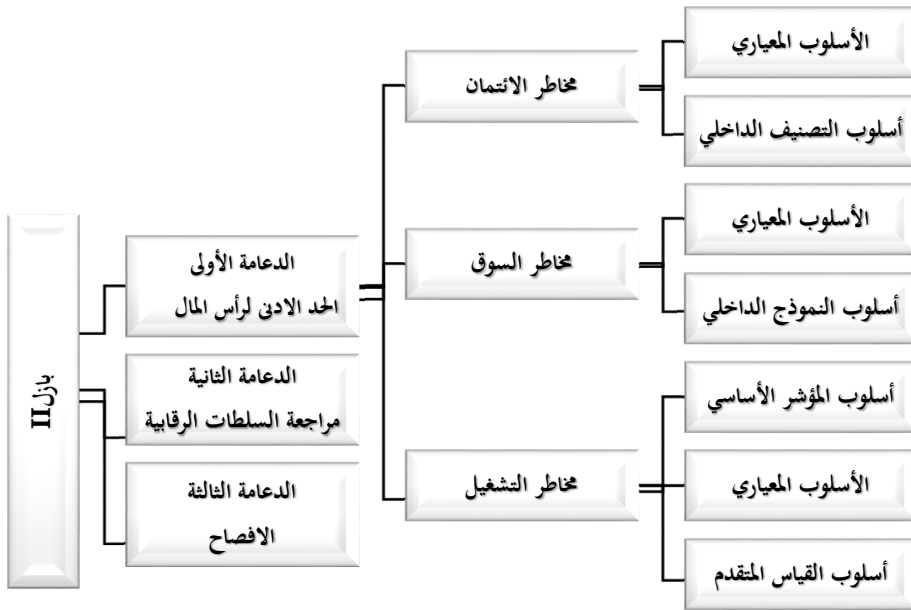 بازلII
الدعامة الأولى
الحد الادنى لرأس المال
الدعامة الثانية
مراجعة السلطات الرقابية
الدعامة الثالثة
الافصاح
مخاطر الائتمان
مخاطر السوق
مخاطر التشغيل
الأسلوب المعياري
أسلوب التصنيف الداخلي
الأسلوب المعياري
أسلوب النموذج الداخلي
أسلوب المؤشر الأساسي
الأسلوب المعياري
أسلوب القياس المتقدم